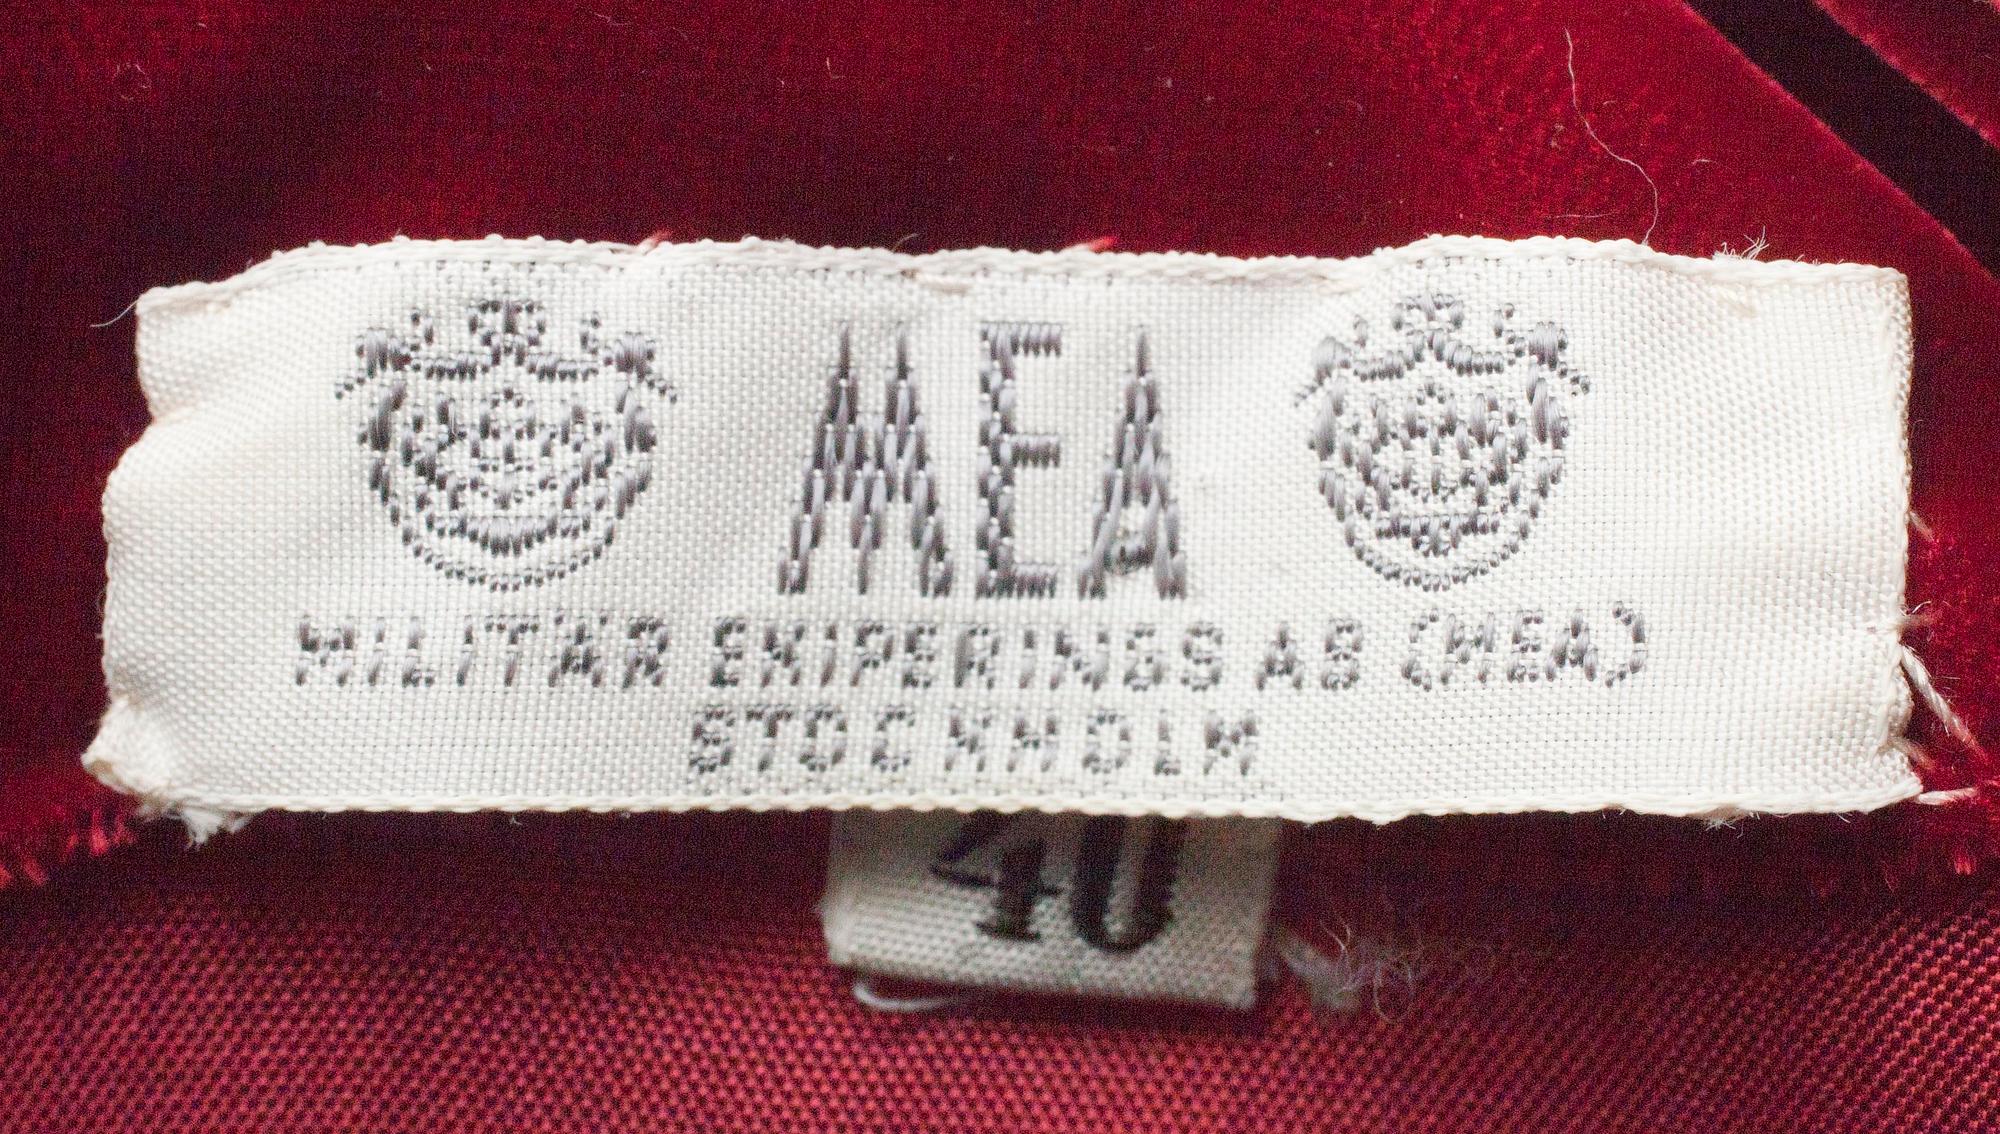 MEA
MILITÄR EKIPERINGS AB (MEA)
STOCKHOLM
40